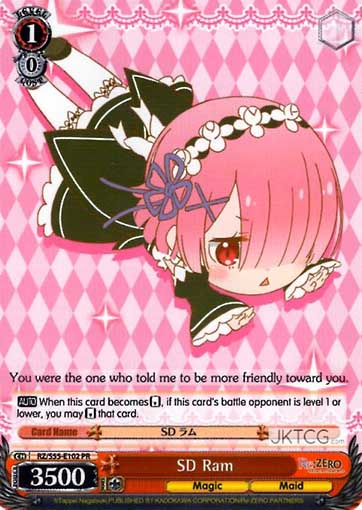 1
0
You were the one who told me to be more friendly toward you.
AUTO When this card becomes , if this card's battle opponent is level 1 or
lower, you may that card.
Card Name SD ラム
JKTCG.com
RZ/S55-E102 PR
3500
SD Ram
Re:ZERO
Magic Maid
©Tappei Nagatsuki,PUBLISHED BY KADOKAWA CORPORATION/Re:ZERO PARTNERS